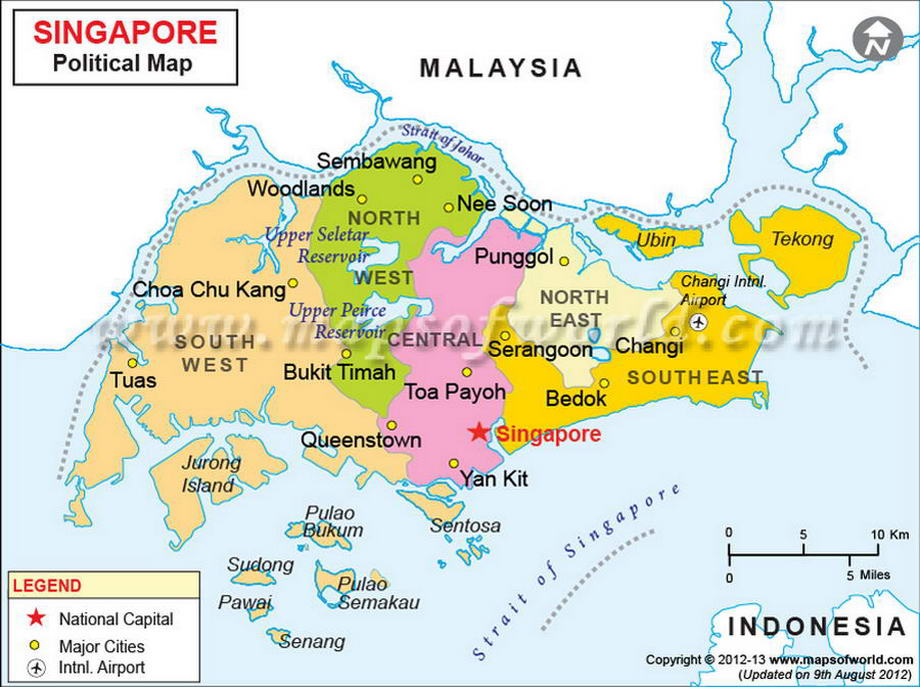 SINGAPORE
Political Map
N
MALAYSIA
Strait of Johor
Sembawang
Woodlands
Nee Soon
NORTH
WEST
Upper Seletar
Reservoir
Punggol
Ubin
Tekong
Changi Intnl.
Airport
Choa Chu Kang
Upper Peirce
Reservoir
NORTH
EAST
www.mapsofworld.com
SOUTH
WEST
CENTRAL
Serangoon
Changi
Tuas
Bukit Timah
Toa Payoh
Bedok
SOUTH EAST
Queenstown
Singapore
Jurong
Island
Yan Kit
Pulao
Bukum
Sentosa
Sudong
Pulao
Semakau
Pawai
Senang
Strait of Singapore
0 5 10 Km
0 5 Miles
LEGEND
National Capital
Major Cities
Intnl. Airport
INDONESIA
Copyright © 2012-13 www.mapsofworld.com
(Updated on 9th August 2012)